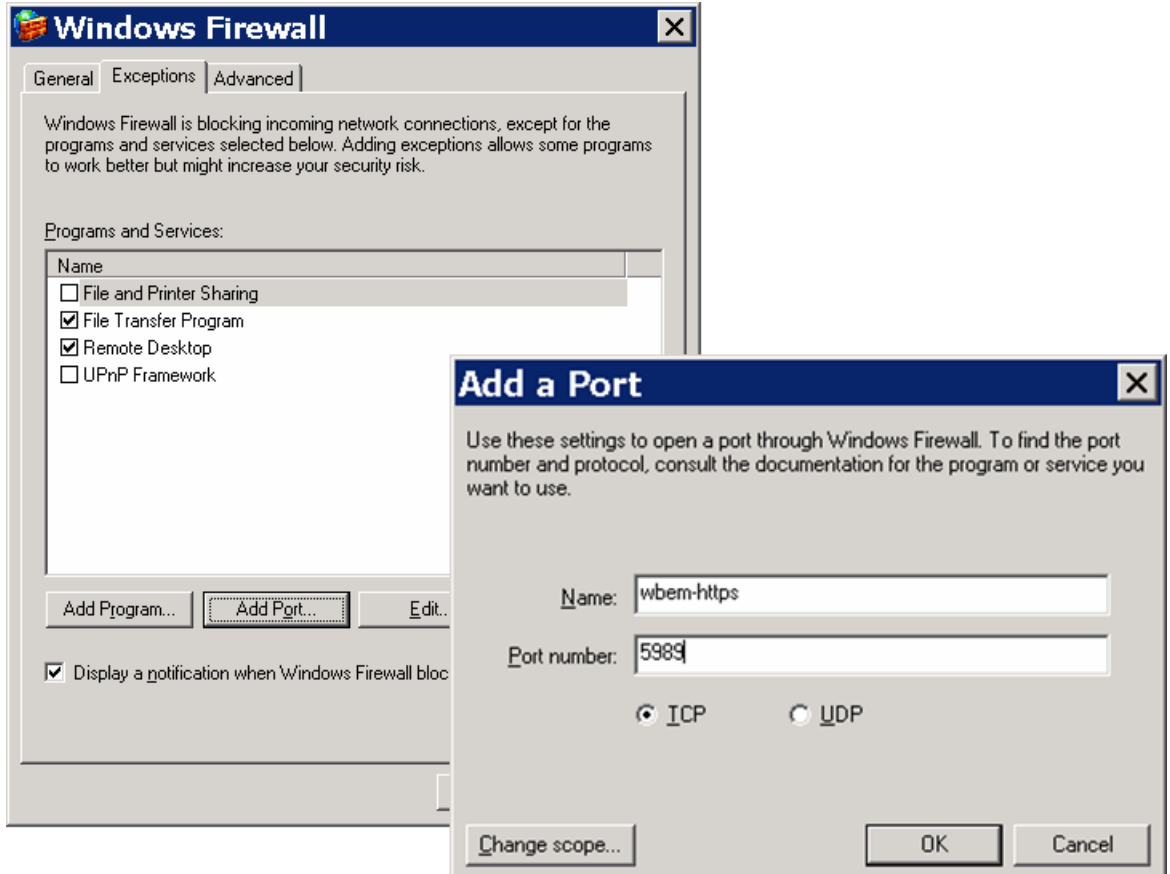 Windows Firewall
General Exceptions Advanced
Windows Firewall is blocking incoming network connections, except for the
programs and services selected below. Adding exceptions allows some programs
to work better but might increase your security risk.
Programs and Services:
Name
File and Printer Sharing
File Transfer Program
Remote Desktop
UPnP Framework
Add Program... Add Port... Edit..
Display a notification when Windows Firewall bloc
Add a Port
Use these settings to open a port through Windows Firewall. To find the port
number and protocol, consult the documentation for the program or service you
want to use.
Name: wbem-https
Port number: 5989
TCP UDP
Change scope... OK Cancel